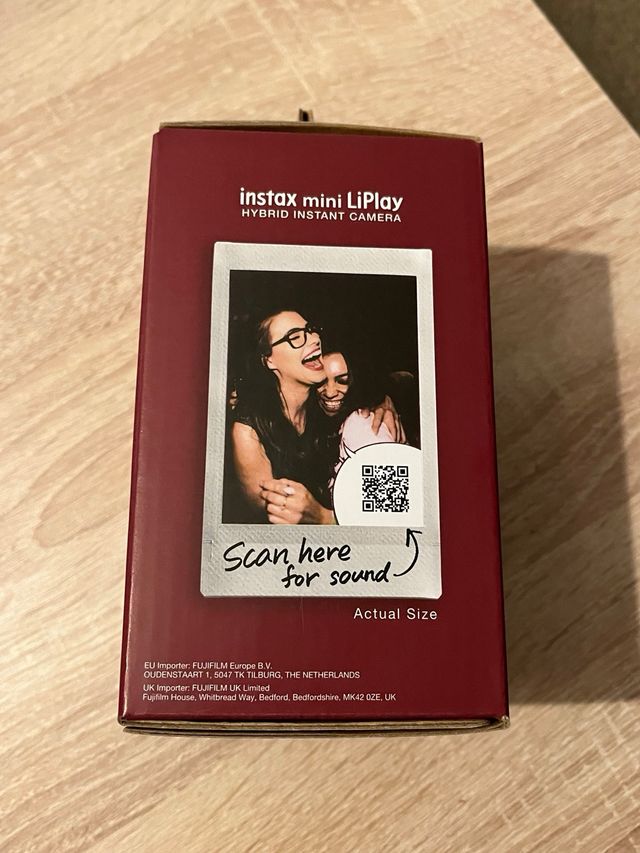 instax mini LiPlay
HYBRID INSTANT CAMERA
Scan here
for sound
Actual Size
EU Importer: FUJIFILM Europe B.V.
OUDENSTAART 1, 5047 TK TILBURG, THE NETHERLANDS
UK Importer: FUJIFILM UK Limited
Fujifilm House, Whitbread Way, Bedford, Bedfordshire, MK42 0ZE, UK